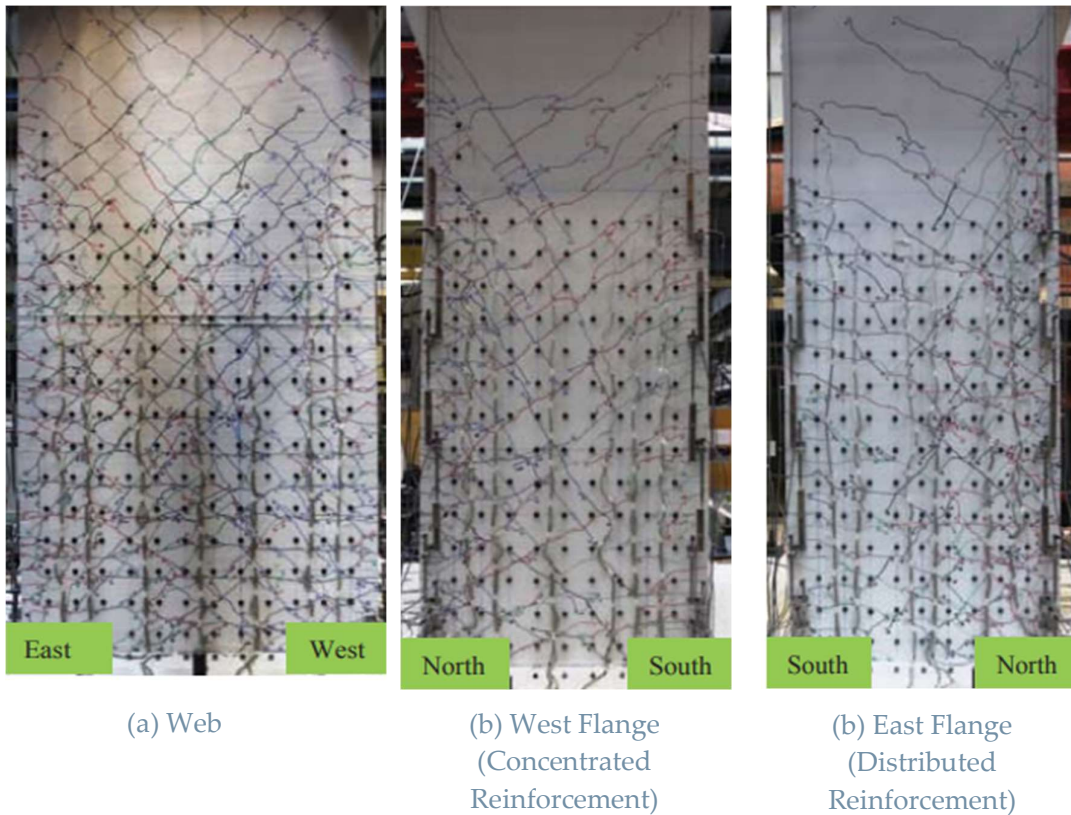 East
West
North
South
South
North
(a) Web
(b) West Flange
(Concentrated
Reinforcement)
(b) East Flange
(Distributed
Reinforcement)